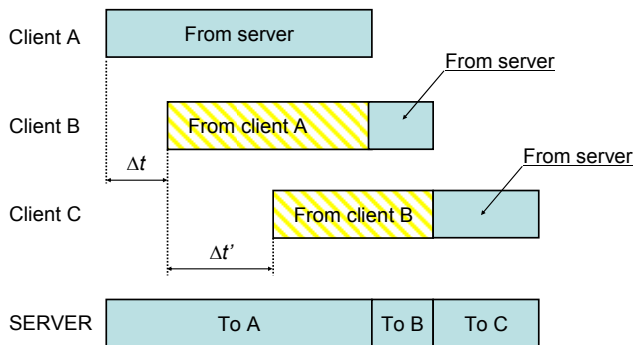 Client A
From server
From server
Client B
From client A
Δt
From server
Client C
From client B
Δt'
SERVER
To A
To B
To C